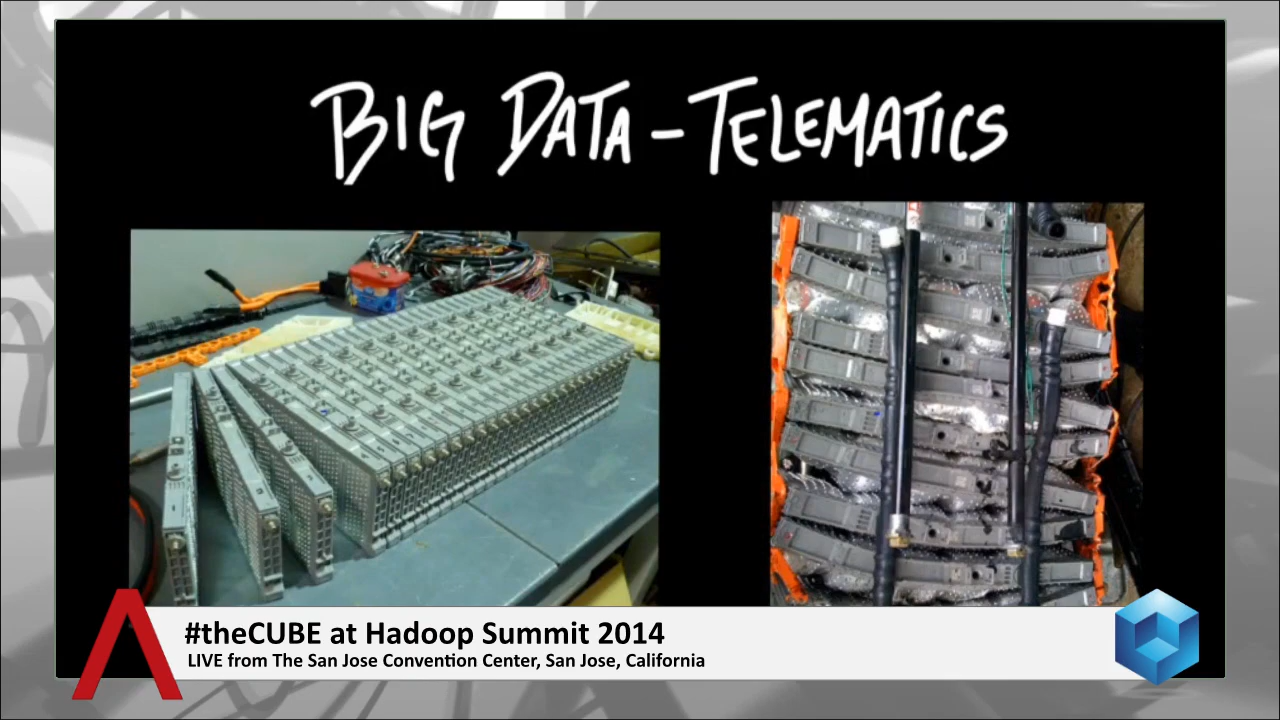 BIG DATA - TELEMATICS
#theCUBE at Hadoop Summit 2014
LIVE from The San Jose Convention Center, San Jose, California